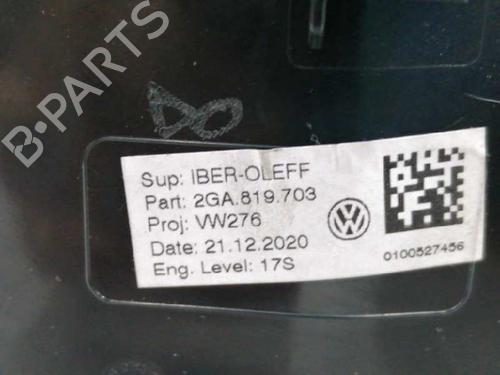 B-PARTS
Sup: IBER-OLEFF
Part: 2GA.819.703
Proj: VW276
Date: 21.12.2020
Eng. Level: 17S
0100527456